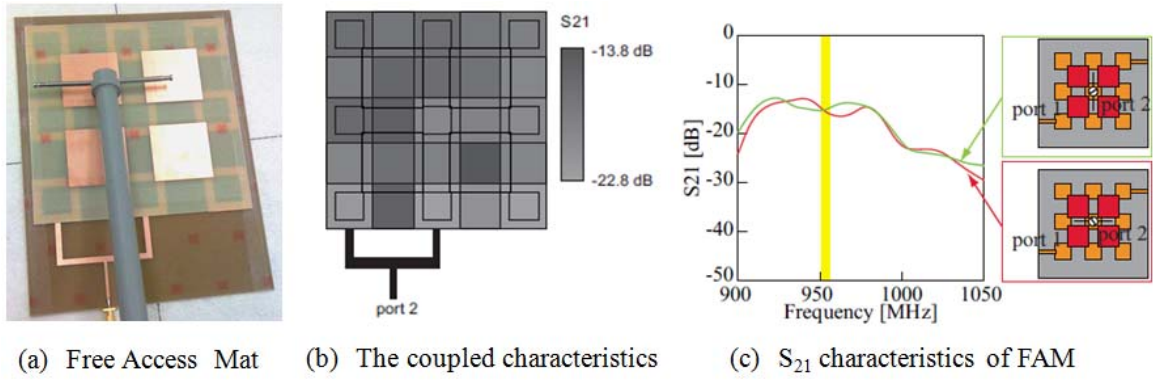 S21
-13.8 dB
-22.8 dB
port 2
0
-10
-20
-30
-40
-50
S21 [dB]
900
950
1000
1050
Frequency [MHz]
port 1
port 2
port 1
port 2
(a) Free Access Mat
(b) The coupled characteristics
(c) S21 characteristics of FAM